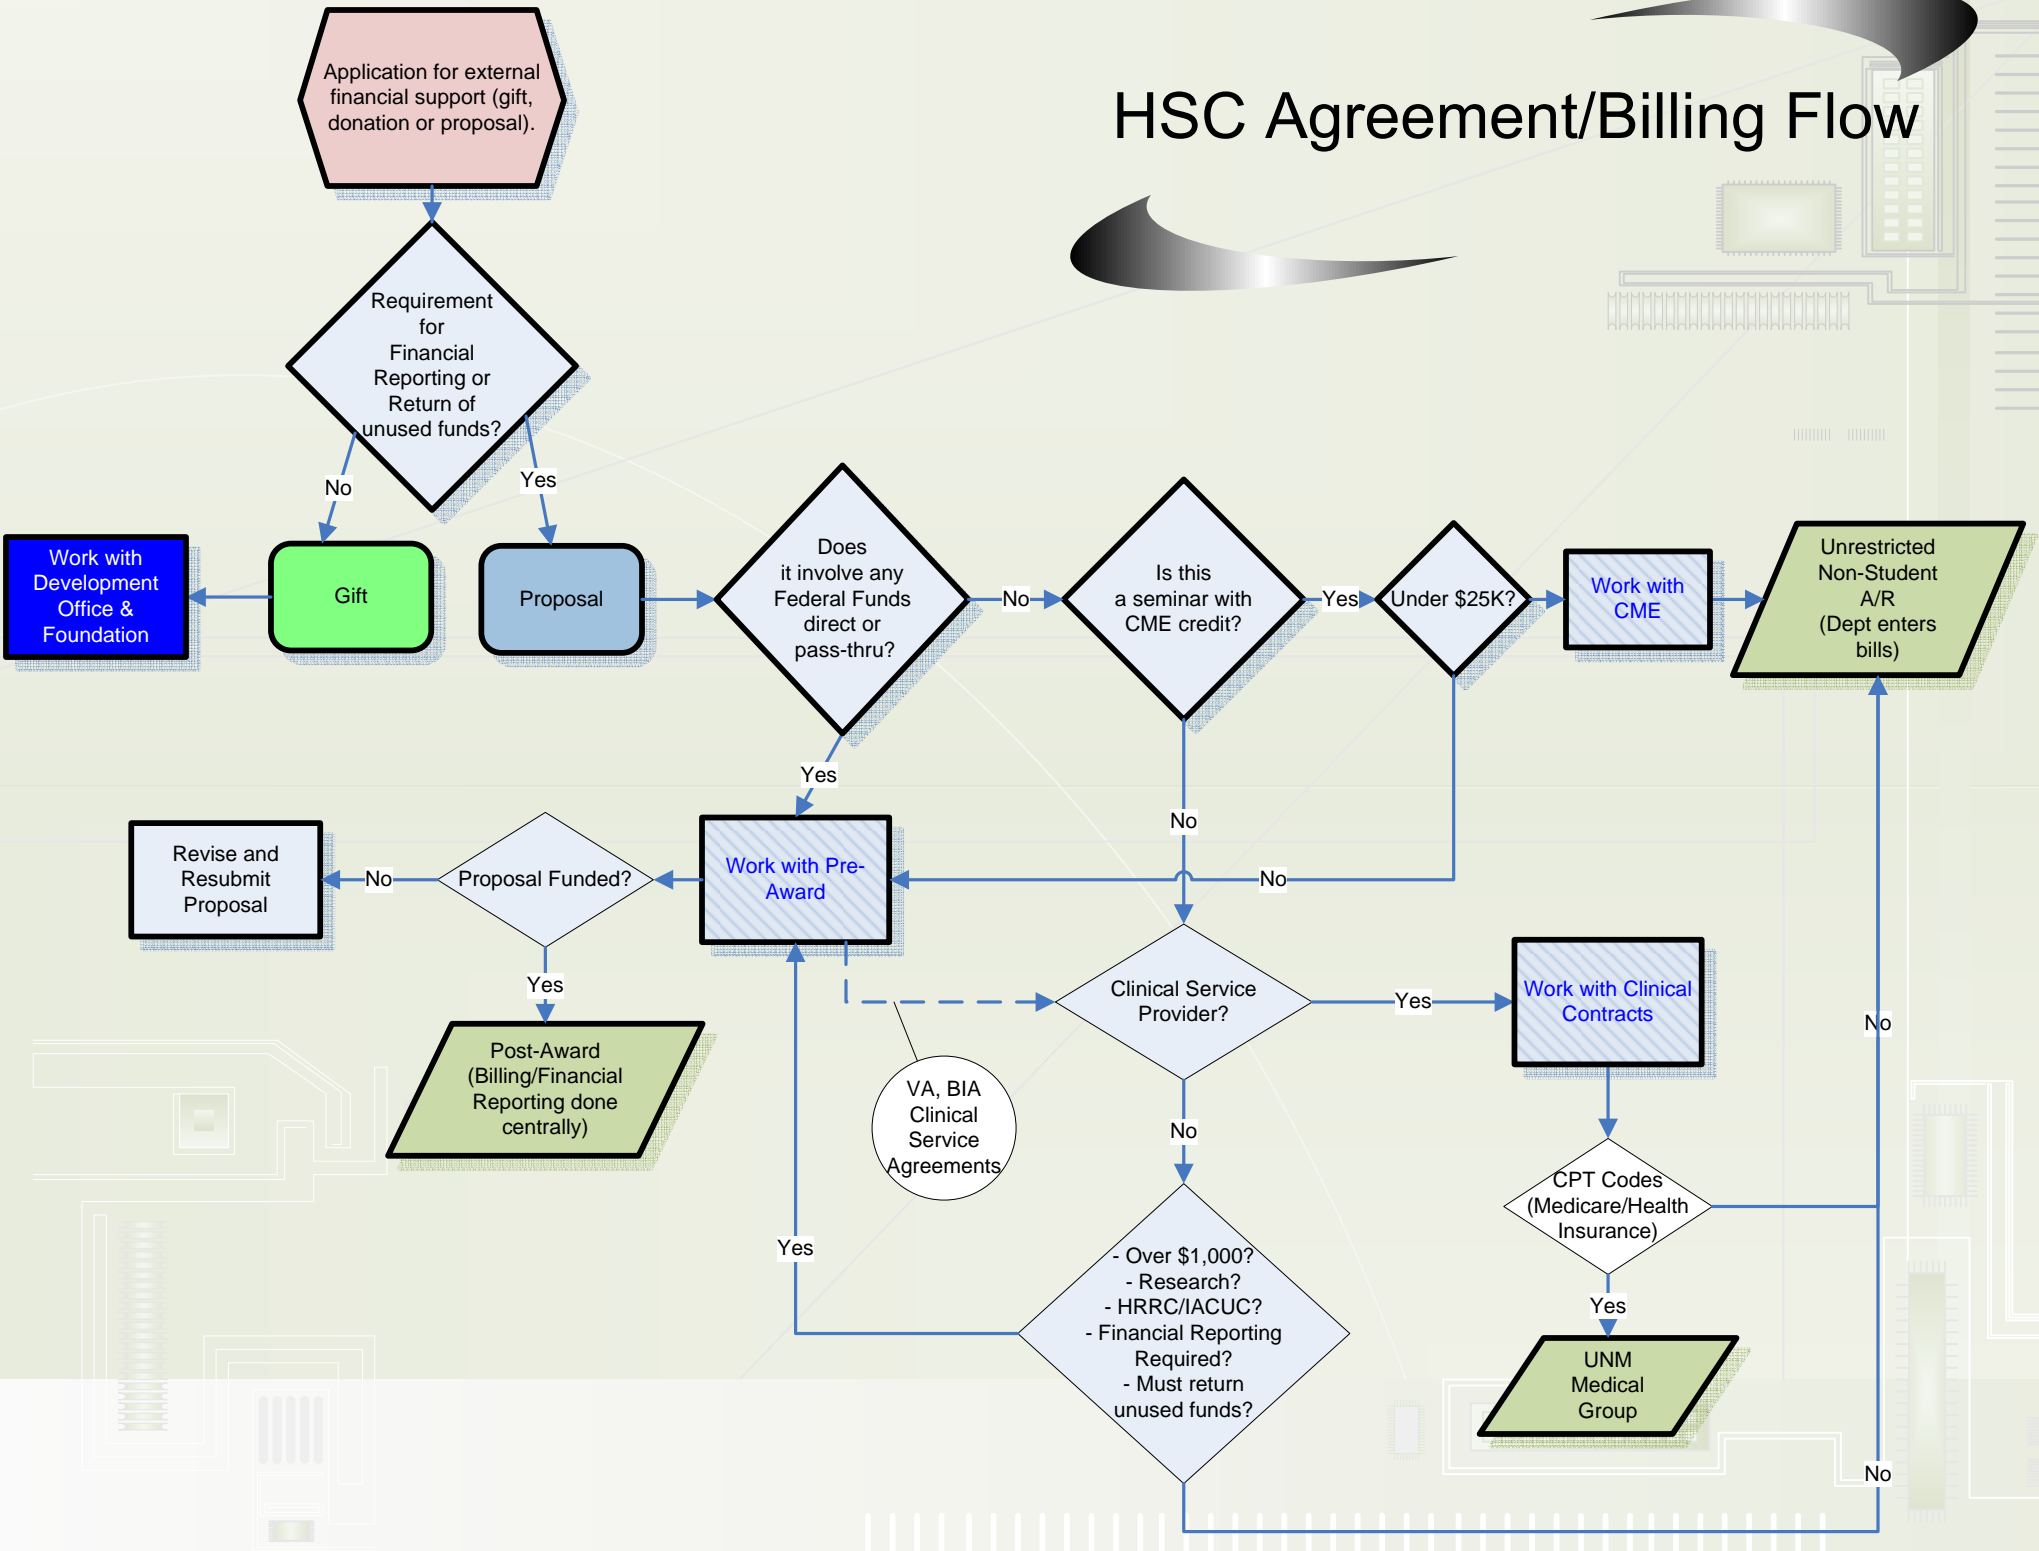 HSC Agreement/Billing Flow
Application for external
financial support (gift,
donation or proposal).
Requirement
for
Financial
Reporting or
Return of
unused funds?
No
Yes
Work with
Development
Office &
Foundation
Gift
Proposal
Does
it involve any
Federal Funds
direct or
pass-thru?
No
Is this
a seminar with
CME credit?
Yes
Under $25K?
Work with
CME
Unrestricted
Non-Student
A/R
(Dept enters
bills)
Yes
No
Revise and
Resubmit
Proposal
No
Proposal Funded?
Work with Pre-
Award
No
Yes
Clinical Service
Provider?
Yes
Work with Clinical
Contracts
No
Post-Award
(Billing/Financial
Reporting done
centrally)
VA, BIA
Clinical
Service
Agreements
No
CPT Codes
(Medicare/Health
Insurance)
Yes
- Over $1,000?
- Research?
- HRRC/IACUC?
- Financial Reporting
Required?
- Must return
unused funds?
Yes
UNM
Medical
Group
No